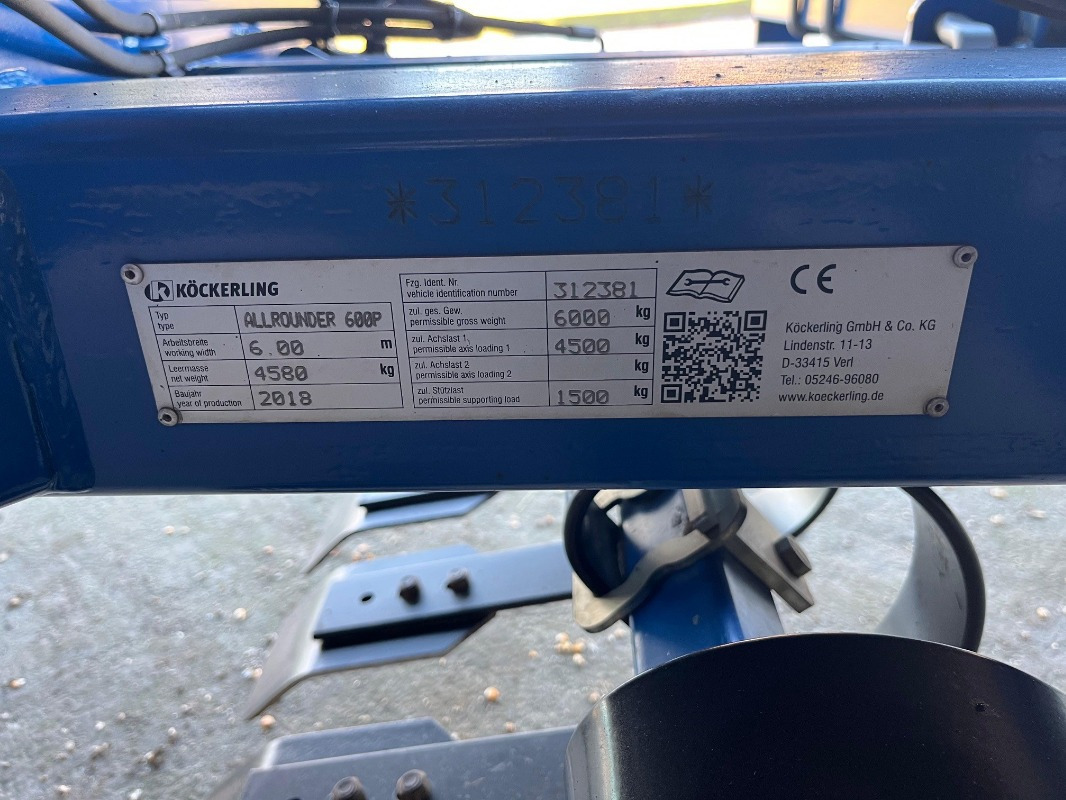 *312381*
KÖCKERLING
Typ
type
ALLROUNDER 600P
Arbeitsbreite
working width
6.00 m
Leermasse
net weight
4580 kg
Baujahr
year of production
2018
Fzg. Ident. Nr.
vehicle identification number
312381
zul. ges. Gew.
permissible gross weight
6000 kg
zul. Achslast 1
permissible axis loading 1
4500 kg
zul. Achslast 2
permissible axis loading 2
kg
zul. Stützlast
permissible supporting load
1500 kg
CE
Köckerling GmbH & Co. KG
Lindenstr. 11-13
D-33415 Verl
Tel.: 05246-96080
www.koeckerling.de